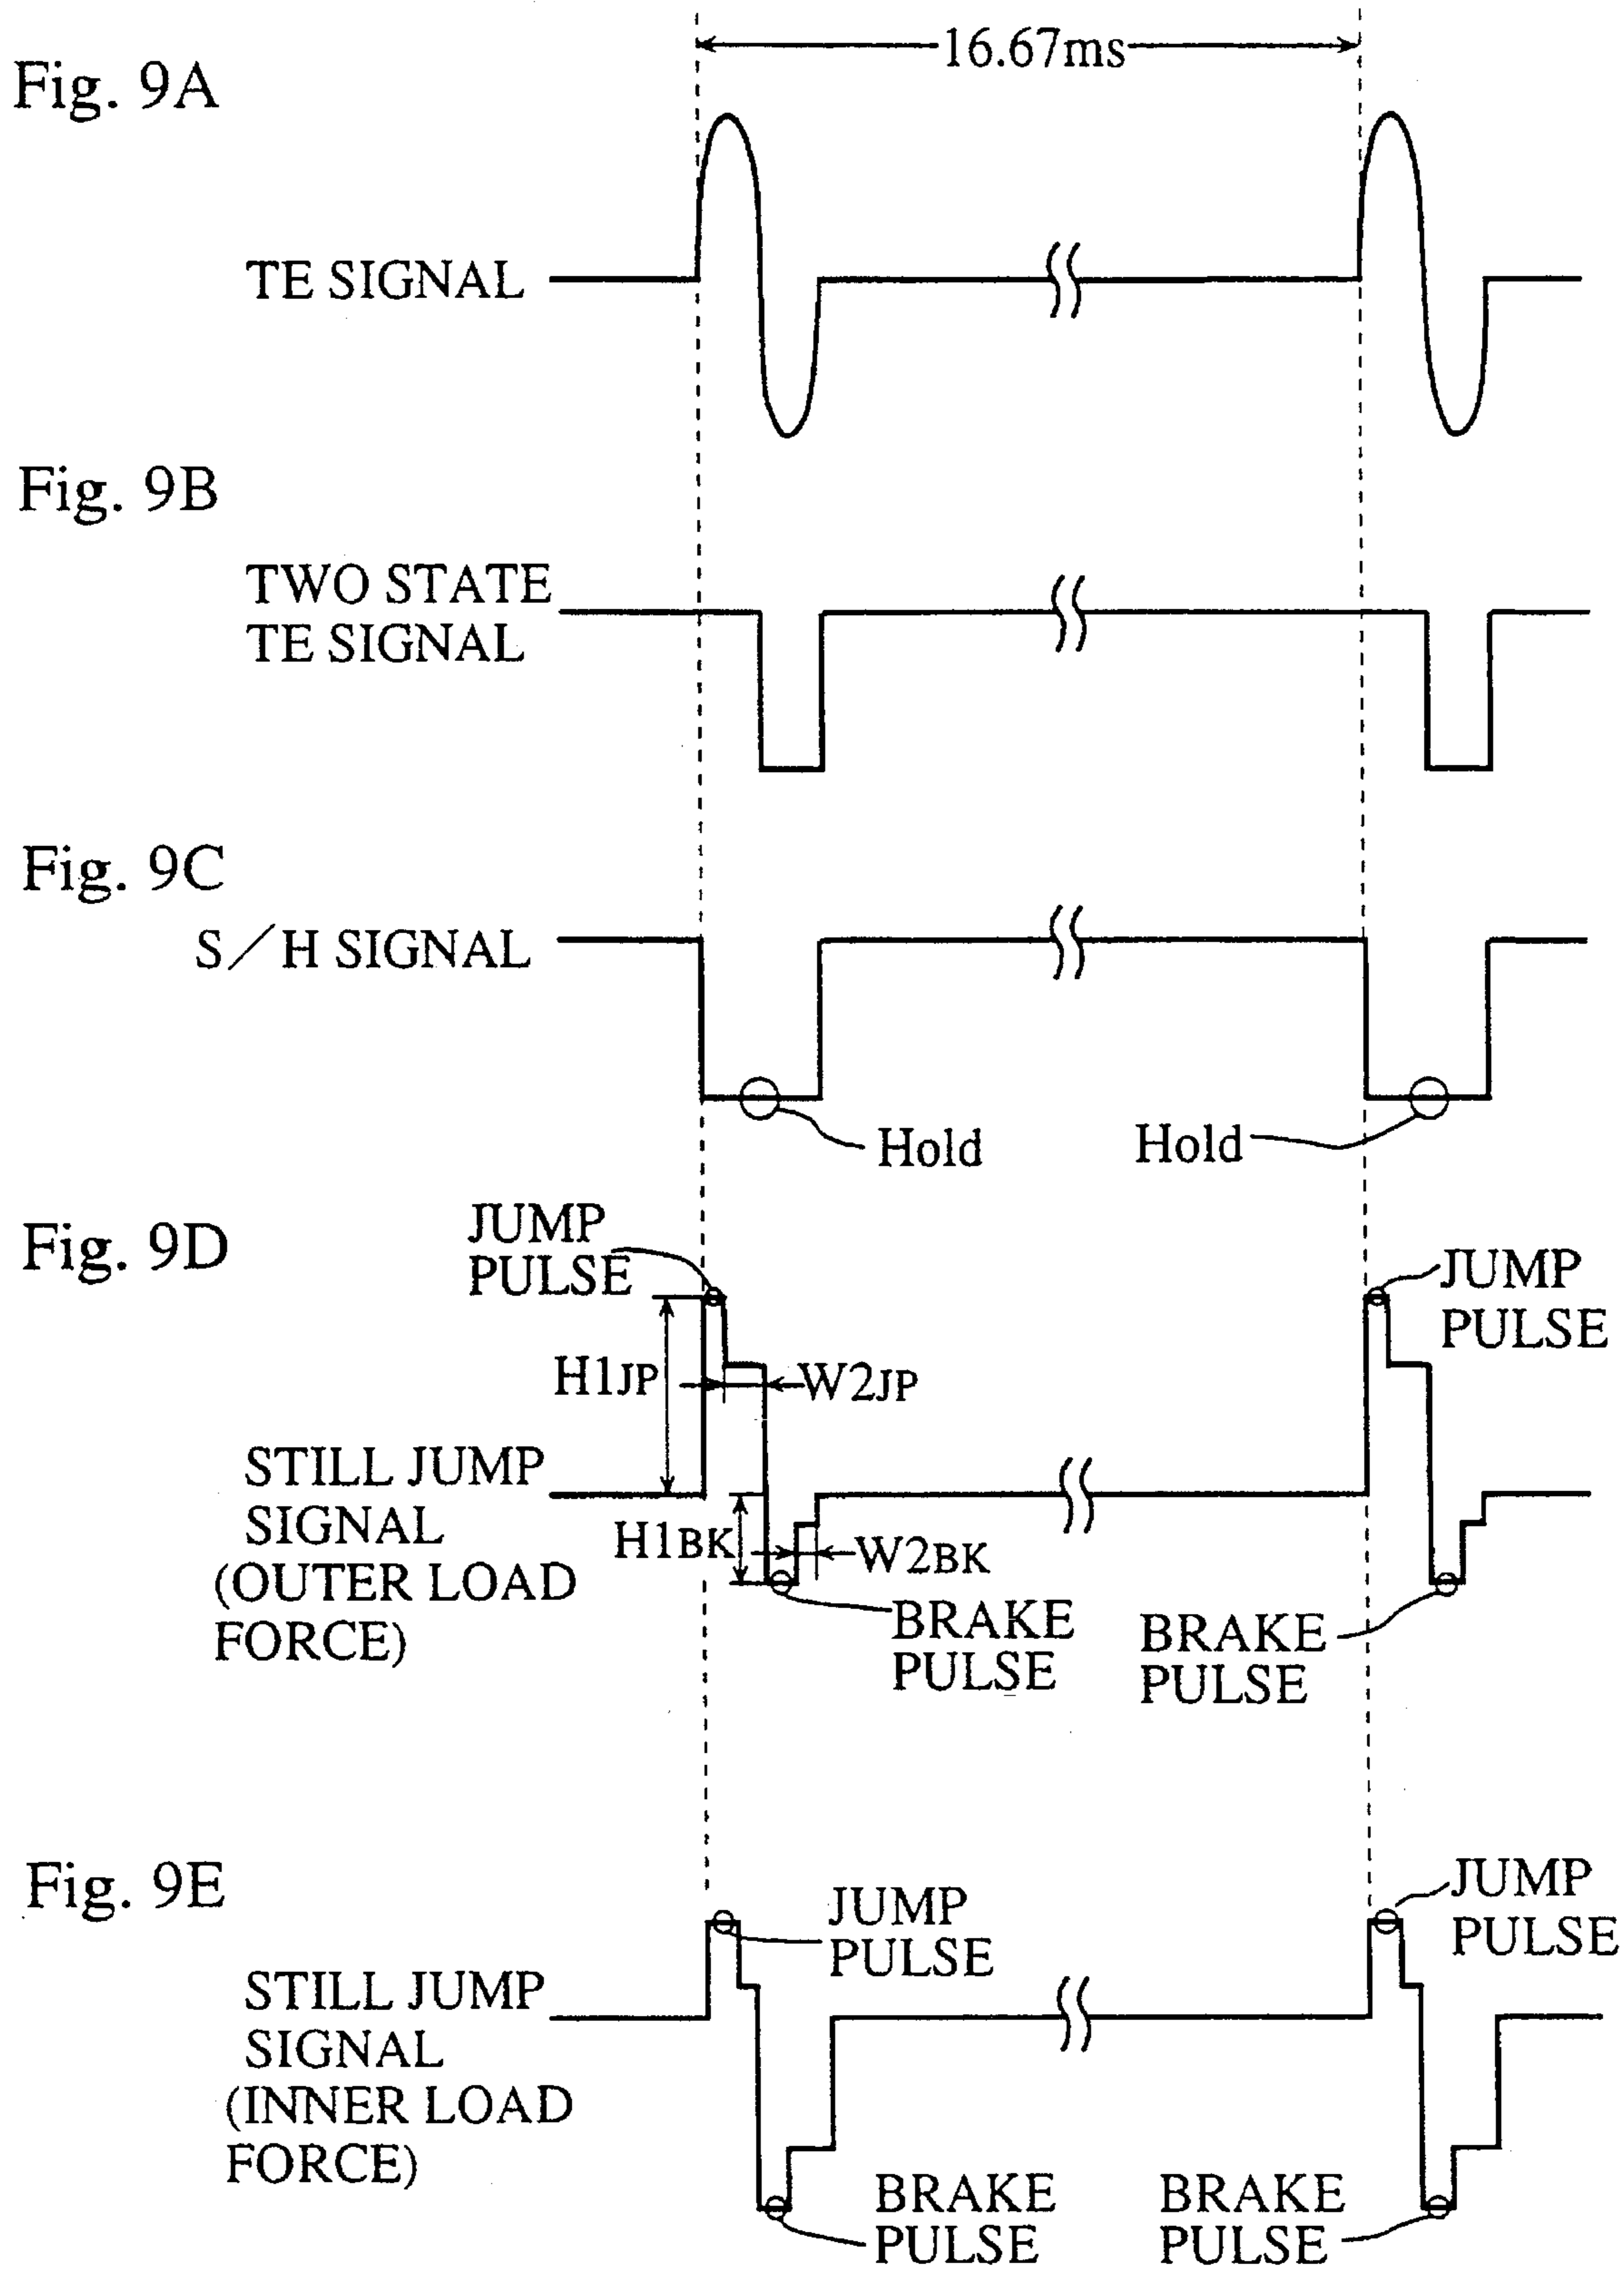 16.67ms
Fig. 9A
TE SIGNAL
Fig. 9B
TWO STATE
TE SIGNAL
Fig. 9C
S/H SIGNAL
Hold
Hold
Fig. 9D
JUMP
PULSE
JUMP
PULSE
H1JP
W2JP
STILL JUMP
SIGNAL
(OUTER LOAD
FORCE)
H1BK
W2BK
BRAKE
PULSE
BRAKE
PULSE
Fig. 9E
JUMP
PULSE
JUMP
PULSE
STILL JUMP
SIGNAL
(INNER LOAD
FORCE)
BRAKE
PULSE
BRAKE
PULSE